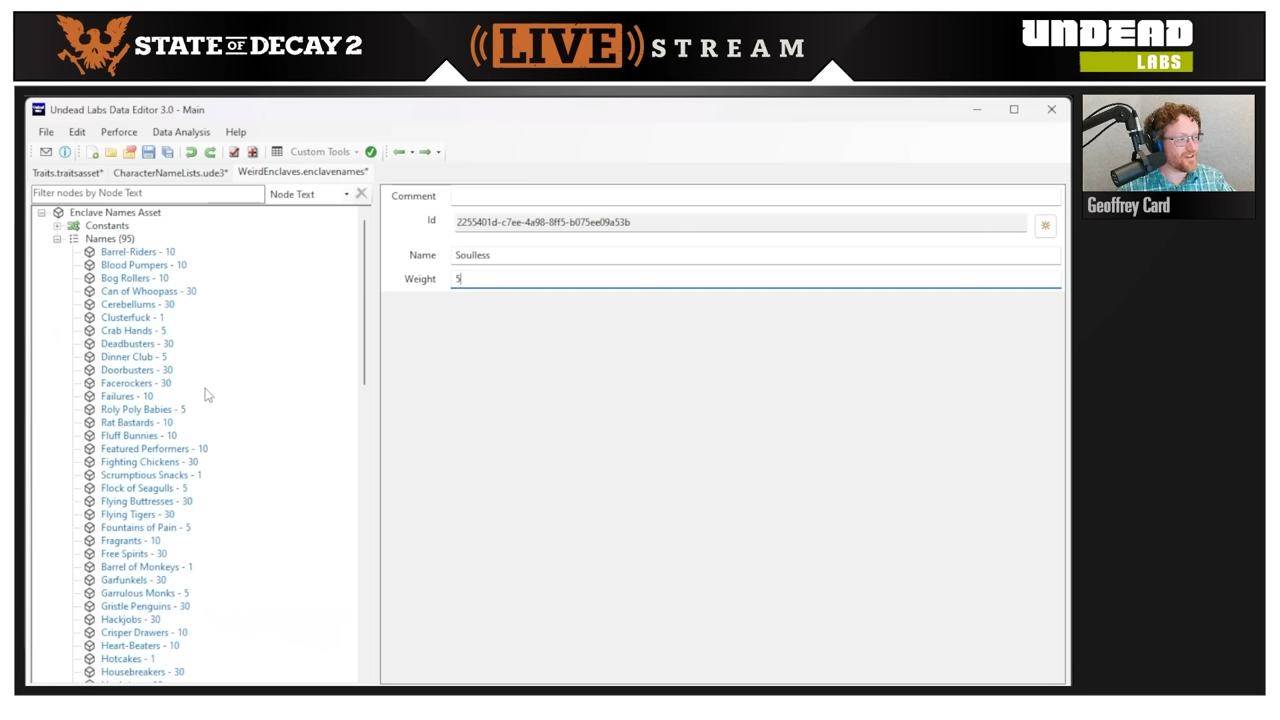 STATE OF DECAY 2
LIVE STREAM
UNDEAD
LABS
Undead Labs Data Editor 3.0 - Main
File Edit Perforce Data Analysis Help
Custom Tools
Traits.traitsasset* CharacterNameLists.ude3* WeirdEnclaves.enclavenames*
Filter nodes by Node Text Node Text
Enclave Names Asset
Constants
Names (95)
Barrel-Riders - 10
Blood Pumpers - 10
Bog Rollers - 10
Can of Whoopass - 30
Cerebellums - 30
Clusterfuck - 1
Crab Hands - 5
Deadbusters - 30
Dinner Club - 5
Doorbusters - 30
Facerockers - 30
Failures - 10
Roly Poly Babies - 5
Rat Bastards - 10
Fluff Bunnies - 10
Featured Performers - 10
Fighting Chickens - 30
Scrumptious Snacks - 1
Flock of Seagulls - 5
Flying Buttresses - 30
Flying Tigers - 30
Fountains of Pain - 5
Fragrants - 10
Free Spirits - 30
Barrel of Monkeys - 1
Garfunkels - 30
Garrulous Monks - 5
Gristle Penguins - 30
Hackjobs - 30
Crisper Drawers - 10
Heart-Beaters - 10
Hotcakes - 1
Housebreakers - 30
Comment
Id 2255401d-c7ee-4a98-8ff5-b075ee09a53b
Name Soulless
Weight 5
Geoffrey Card